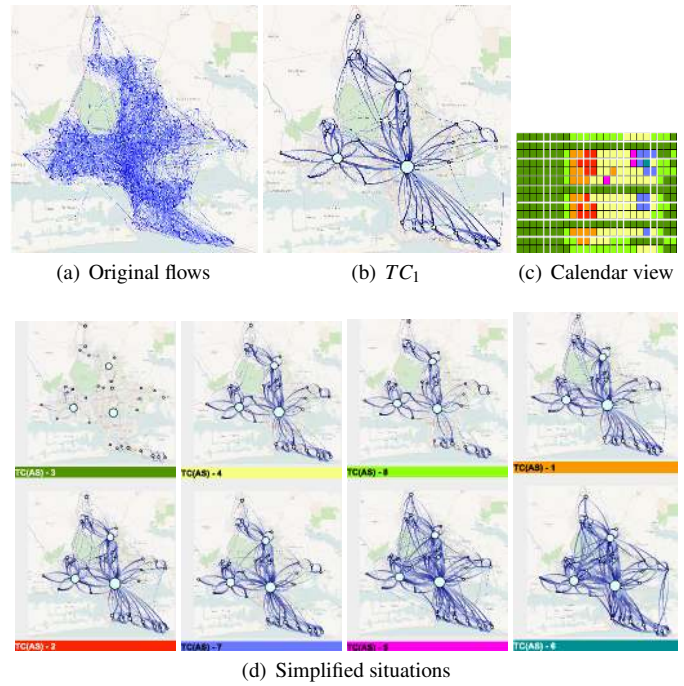 (a) Original flows
(b) TC1
(c) Calendar view
TC(AS) - 3
TC(AS) - 4
TC(AS) - 8
TC(AS) - 1
TC(AS) - 2
TC(AS) - 7
TC(AS) - 5
TC(AS) - 6
(d) Simplified situations